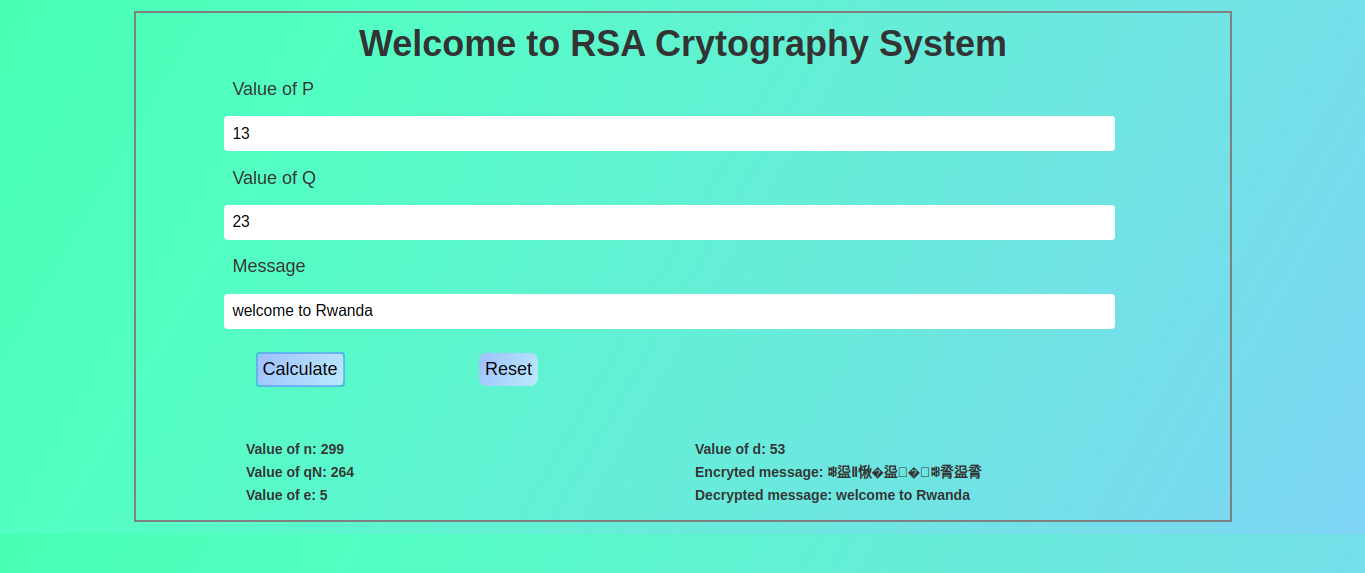 Welcome to RSA Crytography System
Value of P
13
Value of Q
23
Message
welcome to Rwanda
Calculate
Reset
Value of n: 299
Value of qN: 264
Value of e: 5
Value of d: 53
Encryted message:
Decrypted message: welcome to Rwanda